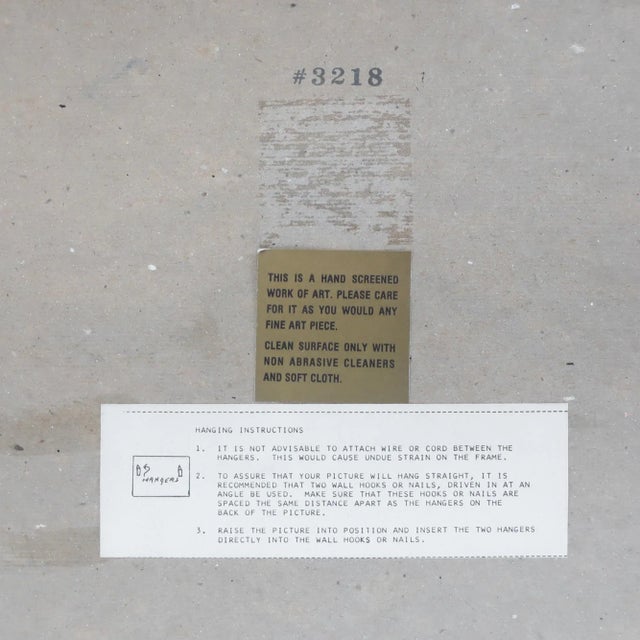 #3218
THIS IS A HAND SCREENED
WORK OF ART. PLEASE CARE
FOR IT AS YOU WOULD ANY
FINE ART PIECE.
CLEAN SURFACE ONLY WITH
NON ABRASIVE CLEANERS
AND SOFT CLOTH.
HANGING INSTRUCTIONS
1. IT IS NOT ADVISABLE TO ATTACH WIRE OR CORD BETWEEN THE
HANGERS. THIS WOULD CAUSE UNDUE STRAIN ON THE FRAME.
HANGERS
2. TO ASSURE THAT YOUR PICTURE WILL HANG STRAIGHT, IT IS
RECOMMENDED THAT TWO WALL HOOKS OR NAILS, DRIVEN IN AT AN
ANGLE BE USED. MAKE SURE THAT THESE HOOKS OR NAILS ARE
SPACED THE SAME DISTANCE APART AS THE HANGERS ON THE
BACK OF THE PICTURE.
3. RAISE THE PICTURE INTO POSITION AND INSERT THE TWO HANGERS
DIRECTLY INTO THE WALL HOOKS OR NAILS.